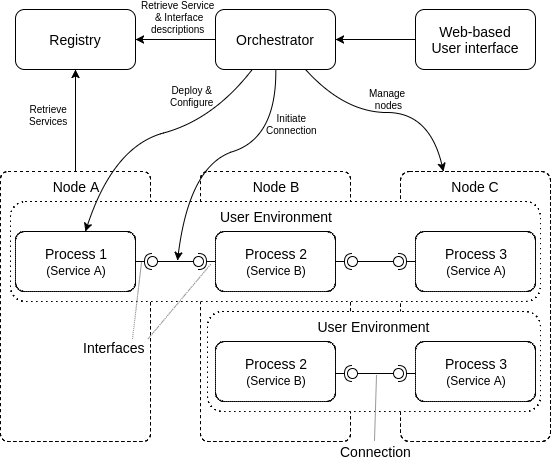 Retrieve Service
& Interface
descriptions
Registry
Orchestrator
Web-based
User interface
Deploy &
Configure
Manage
nodes
Retrieve
Services
Initiate
Connection
Node A
Node B
Node C
User Environment
Process 1
(Service A)
Process 2
(Service B)
Process 3
(Service A)
User Environment
Interfaces
Process 2
(Service B)
Process 3
(Service A)
Connection